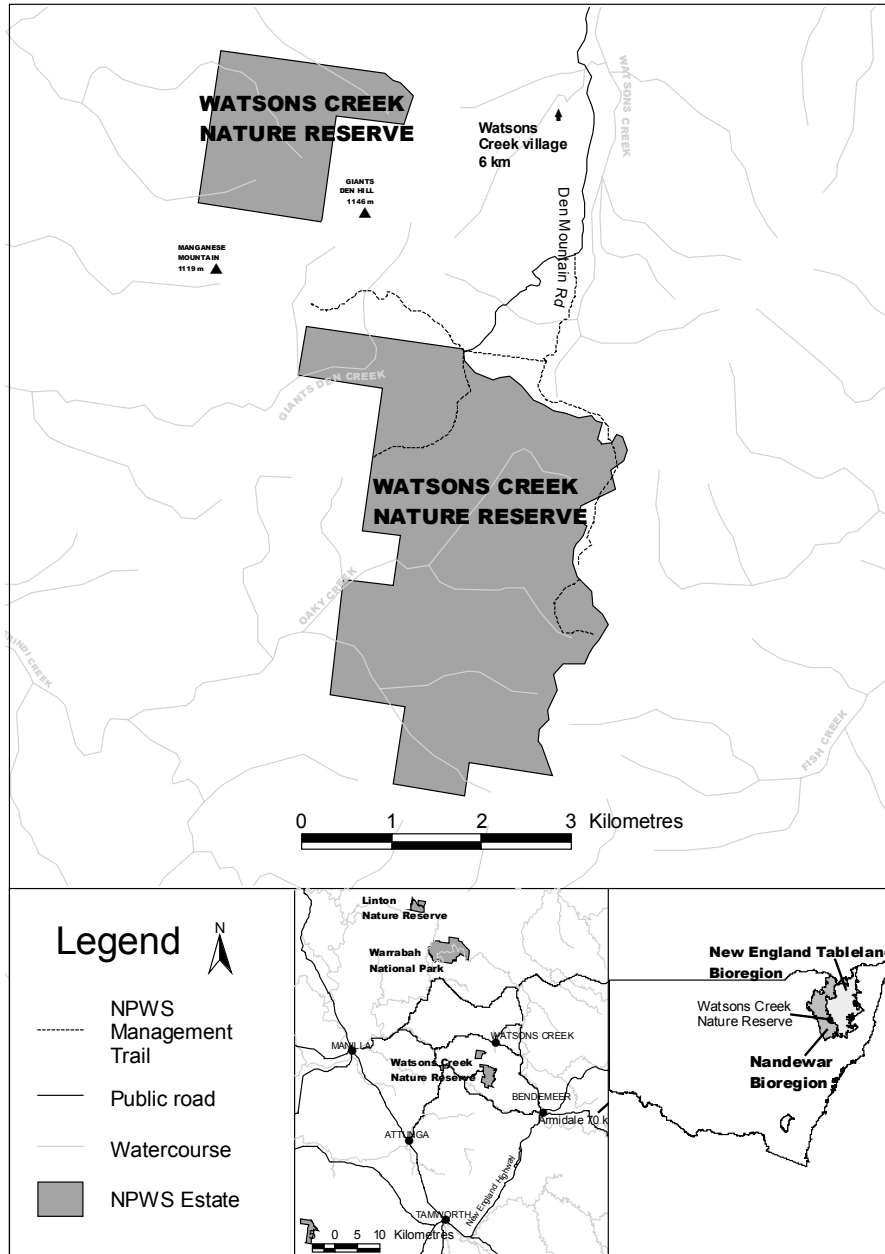 WATSONS CREEK
NATURE RESERVE
WATSONS CREEK
Watsons
Creek village
6 km
GIANTS
DEN HILL
1146 m
MANGANESE
MOUNTAIN
1119 m
Den Mountain Rd
GIANTS DEN CREEK
WATSONS CREEK
NATURE RESERVE
OAKY CREEK
FISH CREEK
0 1 2 3 Kilometres
Legend
N
NPWS
Management
Trail
Public road
Watercourse
NPWS Estate
Linton
Nature Reserve
Warrabah
National Park
MANILLA
WATSONS CREEK
Watsons Creek
Nature Reserve
BENDEMEER
Armidale 70 k
ATTUNGA
New England Highway
TAMWORTH
5 0 5 10 Kilometres
New England Tablelan
Bioregion
Watsons Creek
Nature Reserve
Nandewar
Bioregion